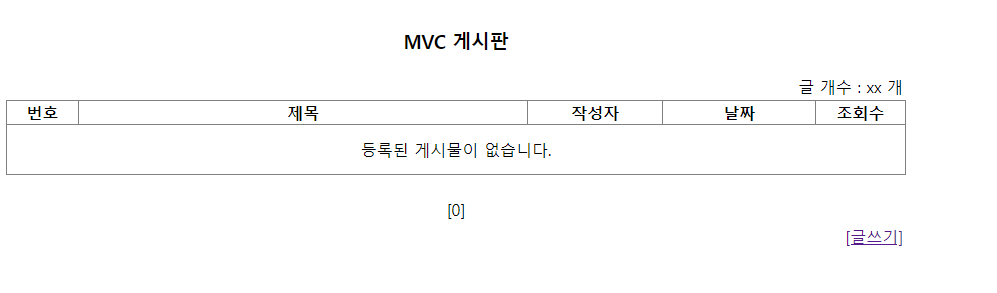 MVC 게시판
글 개수 : xx 개
번호 제목 작성자 날짜 조회수
등록된 게시물이 없습니다.
[0]
[글쓰기]